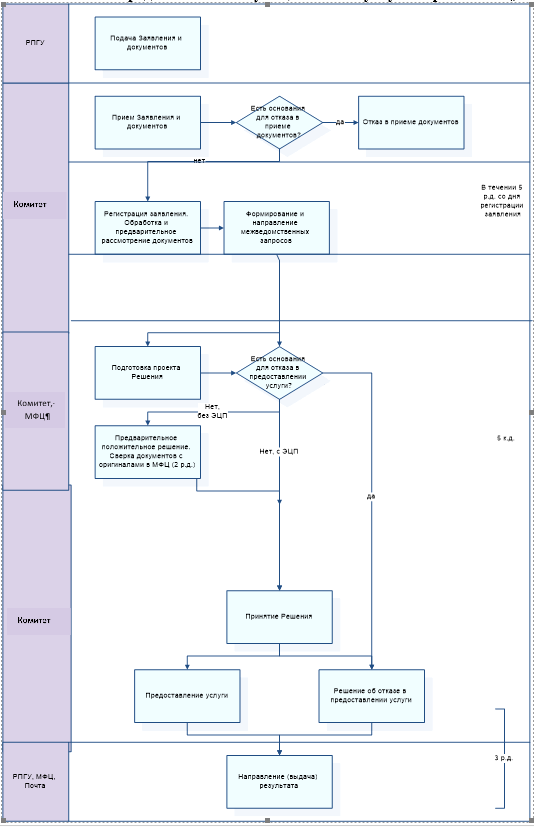 РПГУ
Подача Заявления и
документов
Прием Заявления и
документов
Есть основания
для отказа в
приеме
документов?
да
Отказ в приеме документов
нет
Комитет
Регистрация заявления.
Обработка и
предварительное
рассмотрение документов
Формирование и
направление
межведомственных
запросов
В течении 5
р.д. со дня
регистрации
заявления
Комитет,-
МФЦ¶
Подготовка проекта
Решения
Есть основания
для отказа в
предоставлении
услуги?
Нет,
без ЭЦП
Предварительное
положительное решение.
Сверка документов с
оригиналами в МФЦ (2 р.д.)
Нет, с ЭЦП
5 к.д.
да
Комитет
Принятие Решения
Предоставление услуги
Решение об отказе в
предоставлении услуги
РПГУ, МФЦ,
Почта
Направление (выдача)
результата
3 р.д.